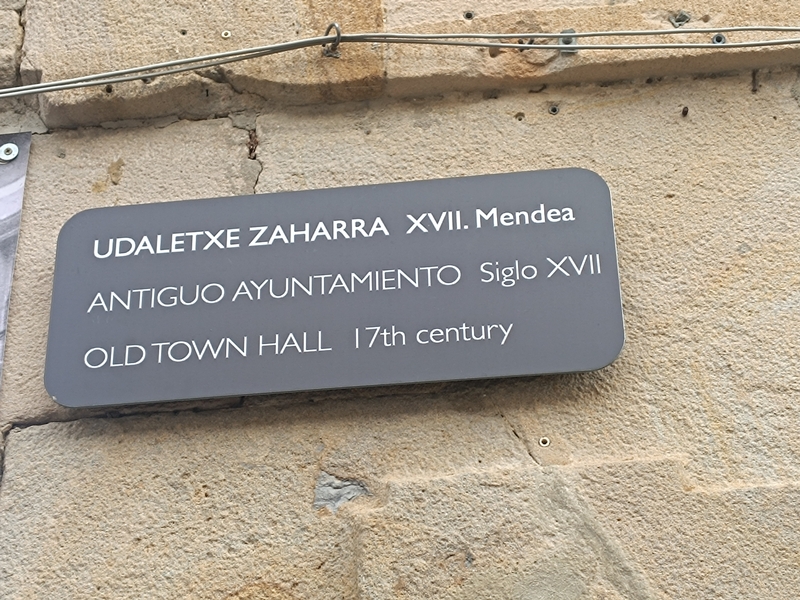 UDALETXE ZAHARRA XVII. Mendea
ANTIGUO AYUNTAMIENTO Siglo XVII
OLD TOWN HALL 17th century